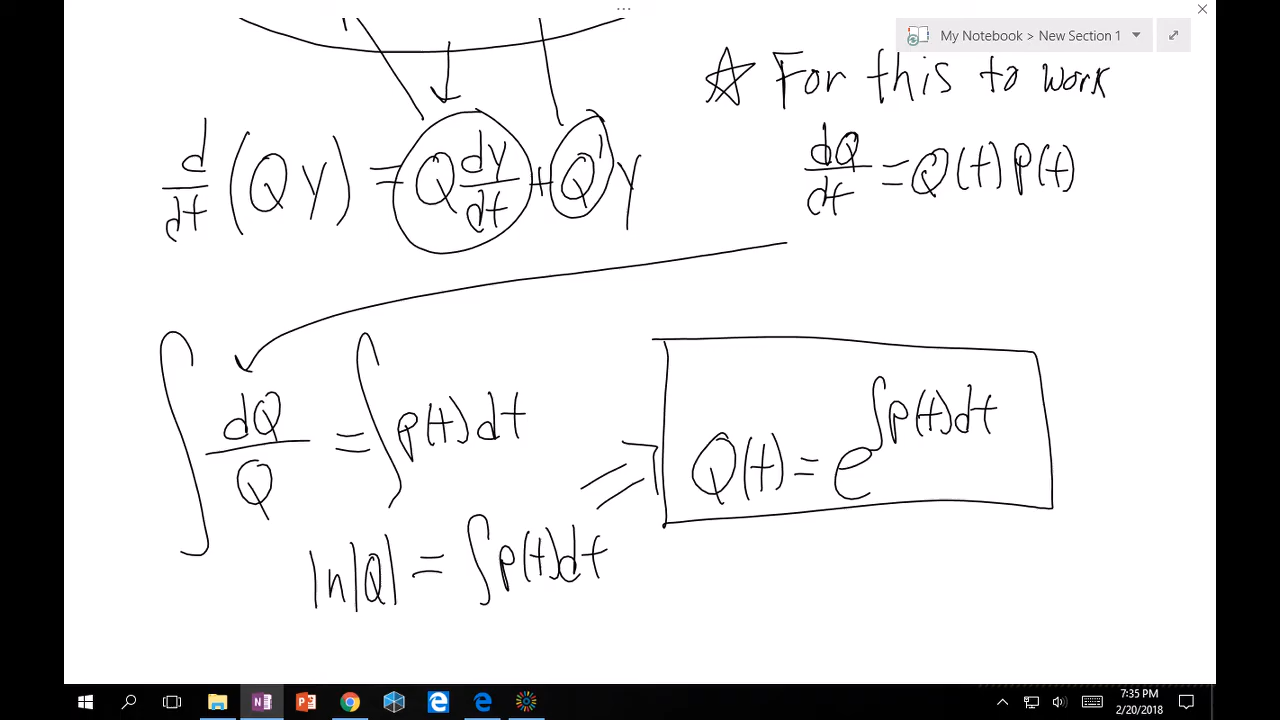 My Notebook > New Section 1
☆ For this to work
d/dt (Qy) = Q dy/dt + Q'y
dQ/dt = Q(t)P(t)
∫ dQ/Q = ∫ p(t)dt
Q(t) = e^∫p(t)dt
ln|Q| = ∫p(t)dt ⇒
7:35 PM
2/20/2018